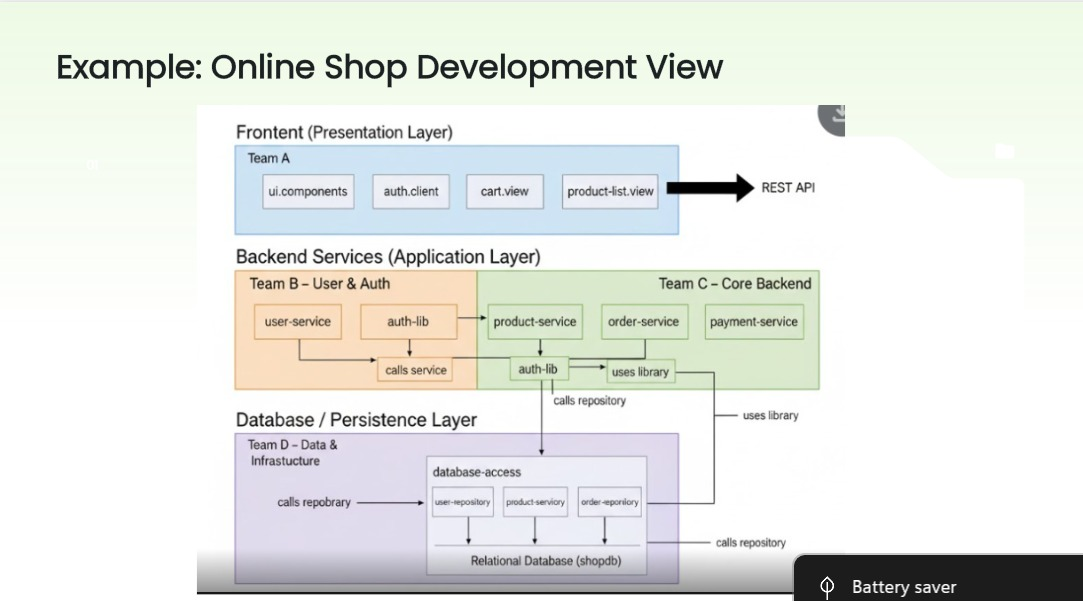 Example: Online Shop Development View
Frontent (Presentation Layer)
Team A
ui.components
auth.client
cart.view
product-list.view
REST API
Backend Services (Application Layer)
Team B – User & Auth
Team C – Core Backend
user-service
auth-lib
product-service
order-service
payment-service
calls service
auth-lib
uses library
calls repository
uses library
Database / Persistence Layer
Team D – Data &
Infrastucture
database-access
calls repobrary
user-repository
product-serviory
order-eponlory
calls repository
Relational Database (shopdb)
Battery saver